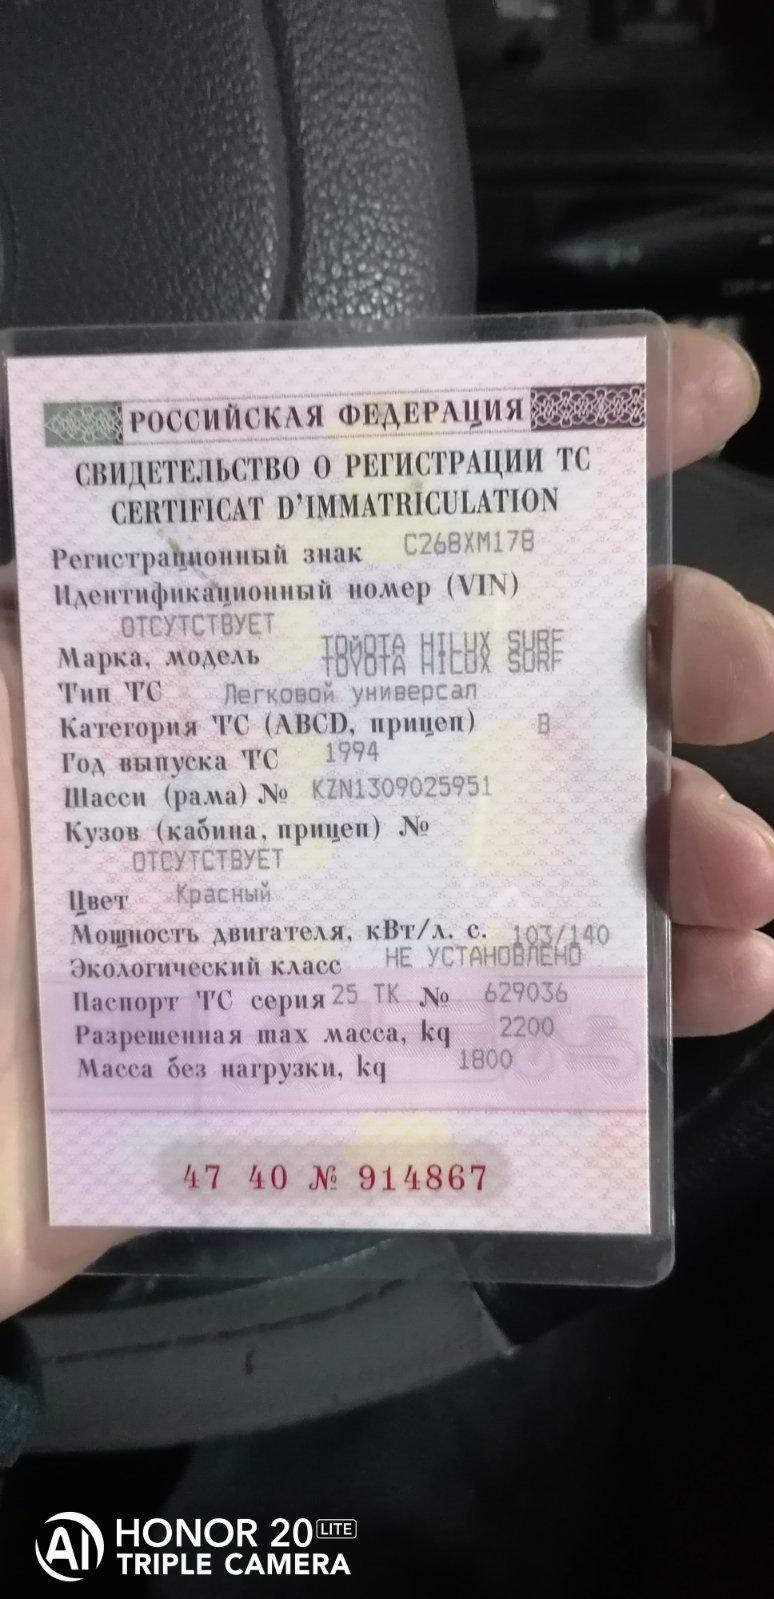 РОССИЙСКАЯ ФЕДЕРАЦИЯ
СВИДЕТЕЛЬСТВО О РЕГИСТРАЦИИ ТС
CERTIFICAT D'IMMATRICULATION
Регистрационный знак С268ХМ178
Идентификационный номер (VIN)
ОТСУТСТВУЕТ
Марка, модель TOYOTA HILUX SURF
TOYOTA HILUX SURF
Тип ТС Легковой универсал
Категория ТС (ABCD, прицеп) B
Год выпуска ТС 1994
Шасси (рама) № KZN1309025951
Кузов (кабина, прицеп) №
ОТСУТСТВУЕТ
Цвет Красный
Мощность двигателя, кВт/л. с. 103/140
Экологический класс НЕ УСТАНОВЛЕНО
Паспорт ТС серия 25 ТК № 629036
Разрешенная max масса, kg 2200
Масса без нагрузки, kg 1800
47 40 № 914867
AI HONOR 20 LITE
TRIPLE CAMERA